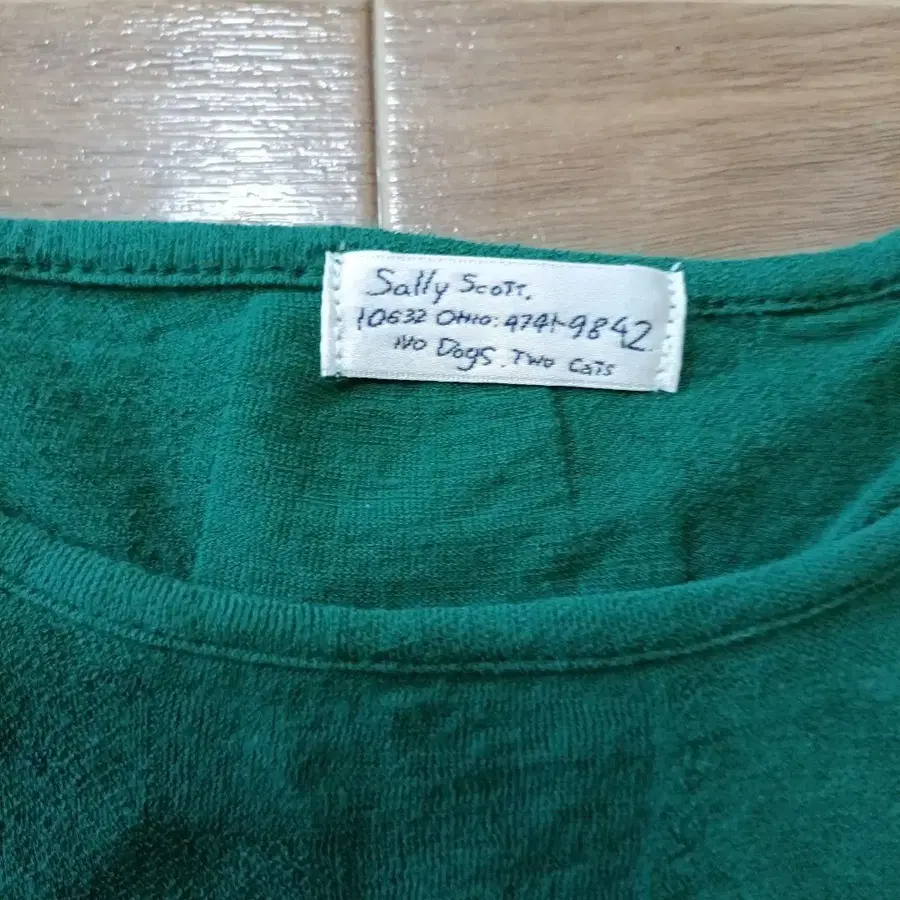 Sally Scott.
10632 Ohio: 4741-9842
No Dogs. Two Cats